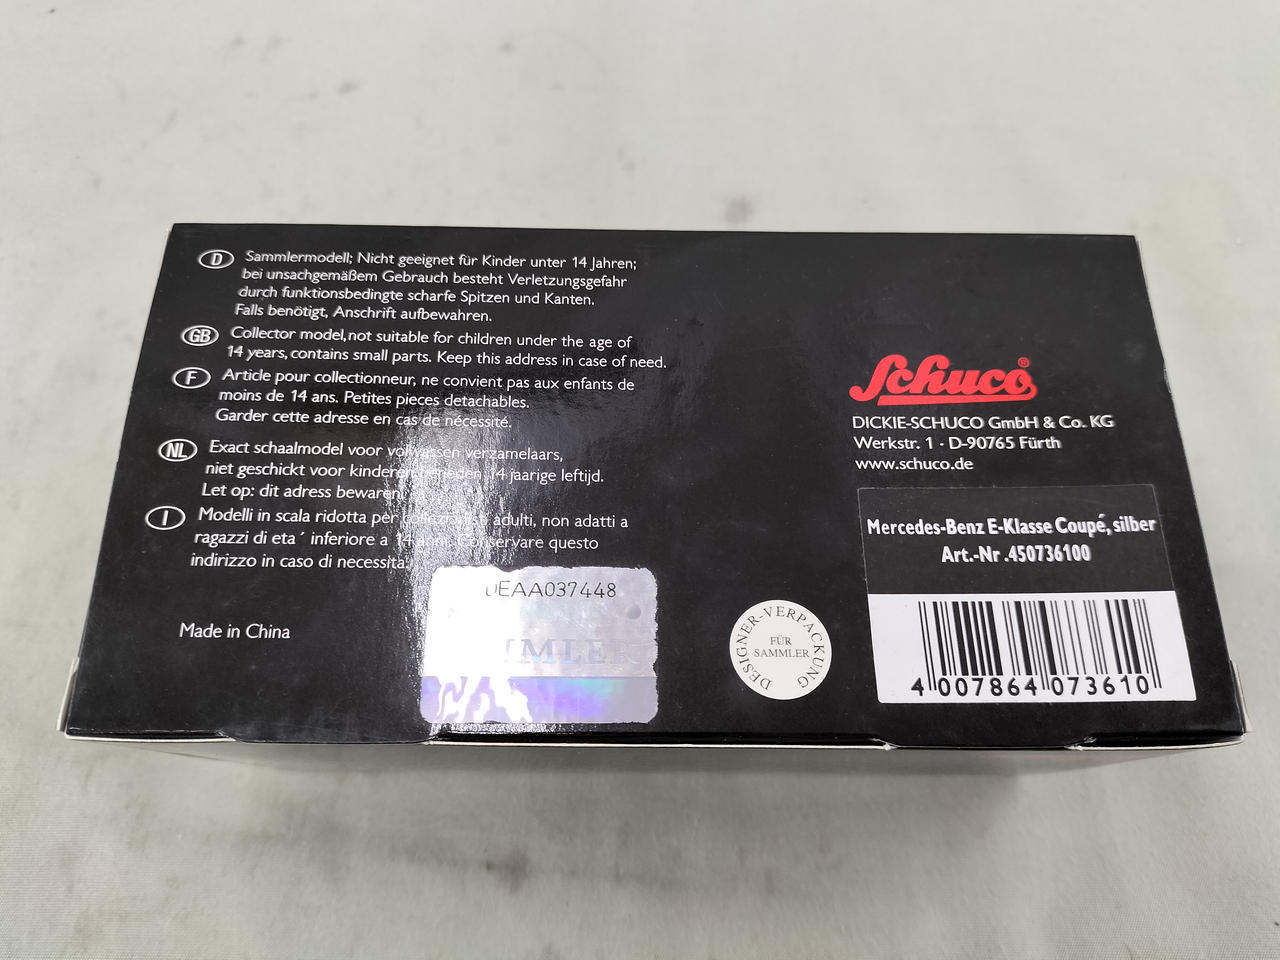 D Sammlermodell; Nicht geeignet für Kinder unter 14 Jahren;
bei unsachgemäßem Gebrauch besteht Verletzungsgefahr
durch funktionsbedingte scharfe Spitzen und Kanten.
Falls benötigt, Anschrift aufbewahren.
GB Collector model, not suitable for children under the age of
14 years, contains small parts. Keep this address in case of need.
F Article pour collectionneur, ne convient pas aux enfants de
moins de 14 ans. Petites pieces detachables.
Garder cette adresse en cas de nécessité.
NL Exact schaalmodel voor volwassen verzamelaars,
niet geschickt voor kinderen beneden 14 jaarige leftijd.
Let op: dit adress bewaren
I Modelli in scala ridotta per collezionisti adulti, non adatti a
ragazzi di eta´ inferiore a 14 anni. Conservare questo
indirizzo in caso di necessita.
Made in China
DEAA037448
DESIGNER-VERPACKUNG
FÜR
SAMMLER
Schuco®
DICKIE-SCHUCO GmbH & Co. KG
Werkstr. 1 · D-90765 Fürth
www.schuco.de
Mercedes-Benz E-Klasse Coupé, silber
Art.-Nr .450736100
4 007864 073610